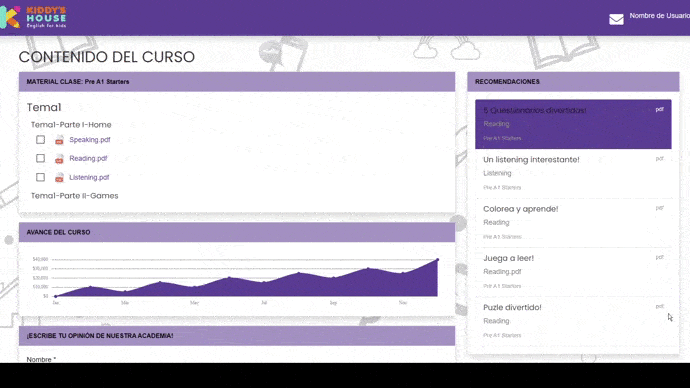 KIDDY'S
HOUSE
English for kids
Nombre de Usuario
CONTENIDO DEL CURSO
MATERIAL CLASE: Pre A1 Starters
Tema1
Tema1-Parte I-Home
Speaking.pdf
Reading.pdf
Listening.pdf
Tema1-Parte II-Games
AVANCE DEL CURSO
$40,000
$30,000
$20,000
$10,000
$0
Jan
Mar
May
Jul
Sep
Nov
¡ESCRIBE TU OPINIÓN DE NUESTRA ACADEMIA!
Nombre *
RECOMENDACIONES
5 Questionarios divertidos!
pdf
Reading
Pre A1 Starters
Un listening interestante!
pdf
Listening
Pre A1 Starters
Colorea y aprende!
pdf
Reading
Pre A1 Starters
Juega a leer!
pdf
Reading.pdf
Pre A1 Starters
Puzle divertido!
pdf
Reading
Pre A1 Starters